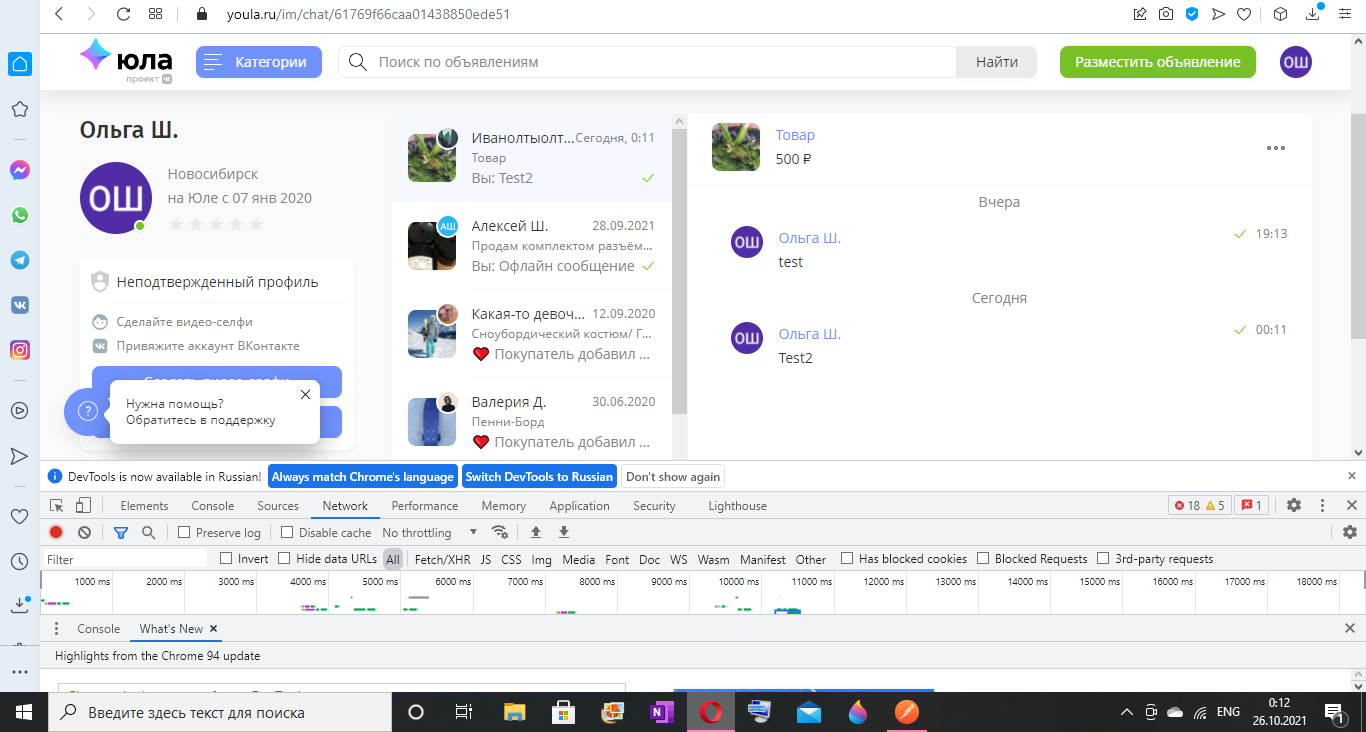 youla.ru/im/chat/61769f66caa01438850ede51
юла
проект
Категории
Поиск по объявлениям
Найти
Разместить объявление
ОШ
Ольга Ш.
ОШ
Новосибирск
на Юле с 07 янв 2020
Неподтвержденный профиль
Сделайте видео-селфи
Привяжите аккаунт ВКонтакте
Нужна помощь?
Обратитесь в поддержку
Иванолтыолт... Сегодня, 0:11
Товар
Вы: Test2
АШ
Алексей Ш. 28.09.2021
Продам комплектом разъём...
Вы: Офлайн сообщение
Какая-то девоч... 12.09.2020
Сноубордический костюм/ Г...
Покупатель добавил ...
Валерия Д. 30.06.2020
Пенни-Борд
Покупатель добавил ...
Товар
500 ₽
Вчера
ОШ
Ольга Ш. 19:13
test
Сегодня
ОШ
Ольга Ш. 00:11
Test2
DevTools is now available in Russian! Always match Chrome's language Switch DevTools to Russian Don't show again
Elements Console Sources Network Performance Memory Application Security Lighthouse 18 5 1
Preserve log Disable cache No throttling
Filter Invert Hide data URLs All Fetch/XHR JS CSS Img Media Font Doc WS Wasm Manifest Other Has blocked cookies Blocked Requests 3rd-party requests
1000 ms 2000 ms 3000 ms 4000 ms 5000 ms 6000 ms 7000 ms 8000 ms 9000 ms 10000 ms 11000 ms 12000 ms 13000 ms 14000 ms 15000 ms 16000 ms 17000 ms 18000 ms
Console What's New
Highlights from the Chrome 94 update
Введите здесь текст для поиска
ENG
0:12
26.10.2021
1